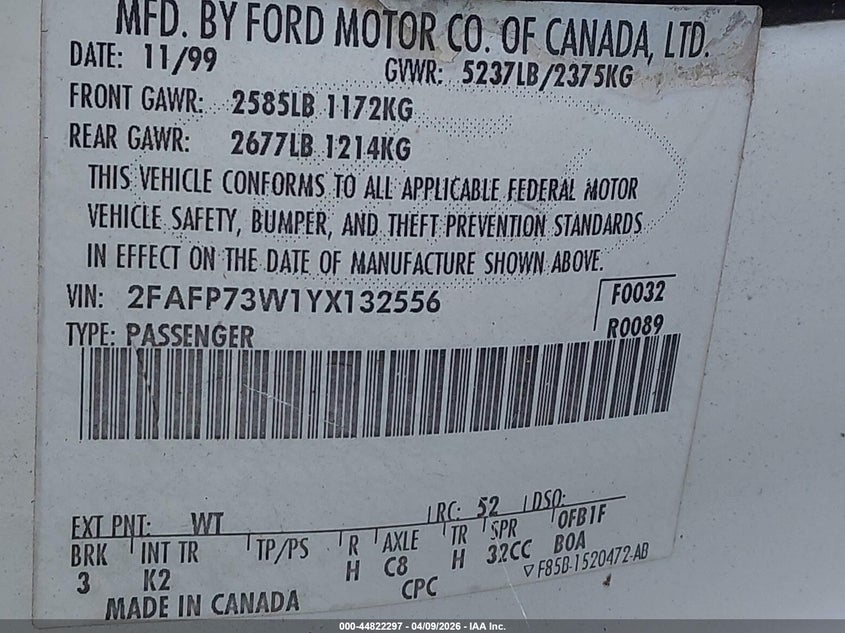 MFD. BY FORD MOTOR CO. OF CANADA, LTD.
DATE: 11/99 GVWR: 5237LB/2375KG
FRONT GAWR: 2585LB 1172KG
REAR GAWR: 2677LB 1214KG
THIS VEHICLE CONFORMS TO ALL APPLICABLE FEDERAL MOTOR
VEHICLE SAFETY, BUMPER, AND THEFT PREVENTION STANDARDS
IN EFFECT ON THE DATE OF MANUFACTURE SHOWN ABOVE.
VIN: 2FAFP73W1YX132556 F0032
TYPE: PASSENGER R0089
EXT PNT: WT RC: 52 DSO:
BRK INT TR TP/PS R AXLE TR SPR OFB1F
3 K2 H C8 H 32CC BOA
CPC F85B-1520472-AB
MADE IN CANADA
000-44822297 - 04/09/2026 - IAA Inc.